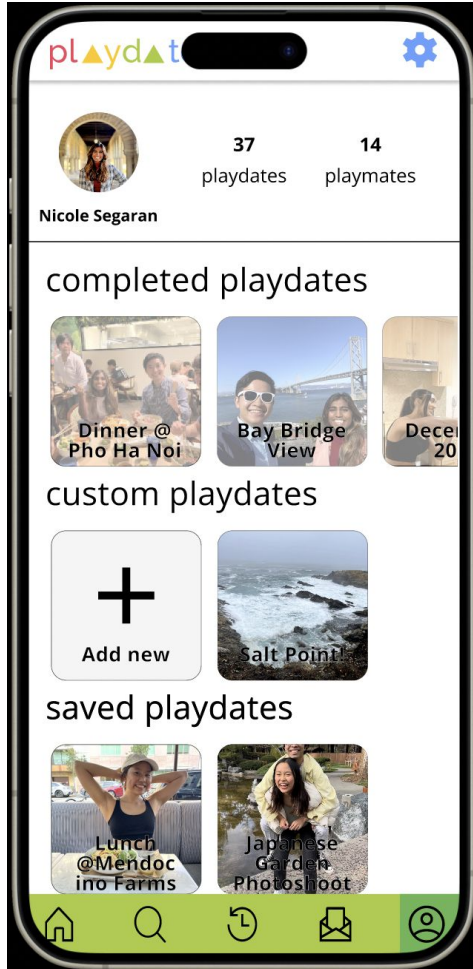 playdat
37
14
playdates
playmates
Nicole Segaran
completed playdates
Dinner @
Pho Ha Noi
Bay Bridge
View
Decem
20
custom playdates
Add new
Salt Point!
saved playdates
Lunch
@Mendoc
ino Farms
Japanese
Garden
Photoshoot